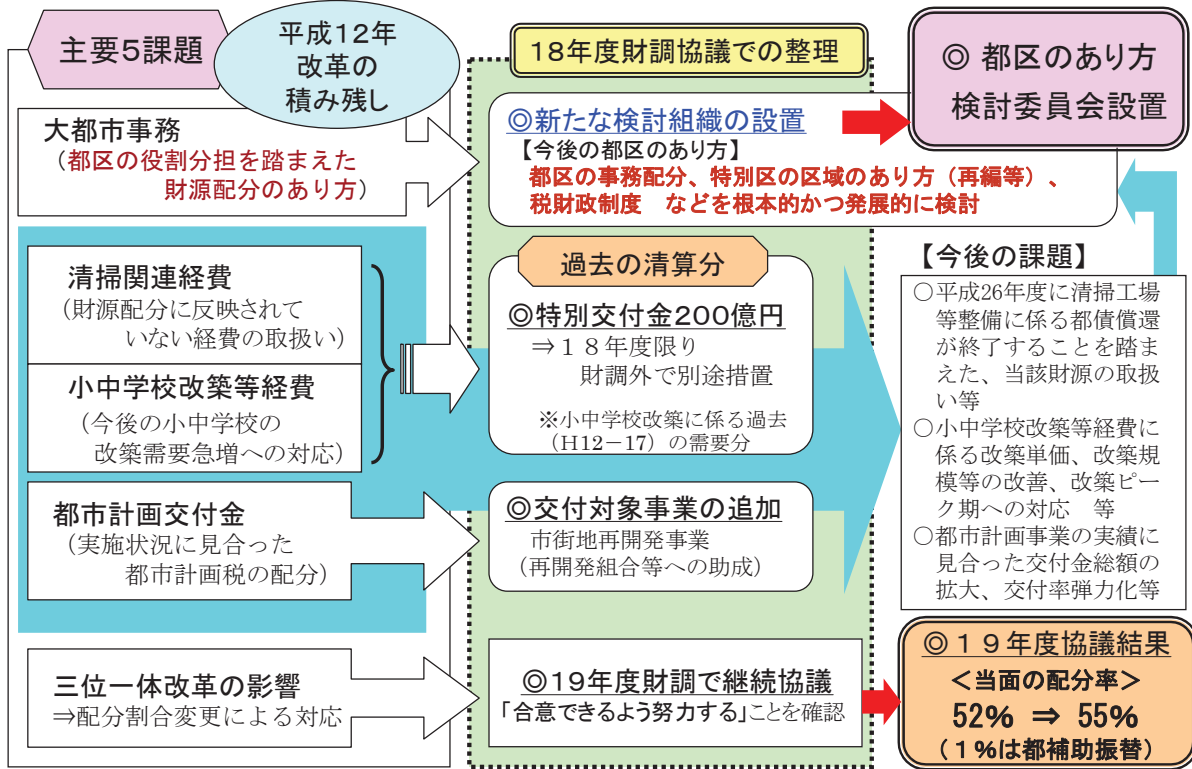 主要5課題
平成12年
改革の
積み残し
大都市事務
(都区の役割分担を踏まえた
財源配分のあり方)
清掃関連経費
(財源配分に反映されて
いない経費の取扱い)
小中学校改築等経費
(今後の小中学校の
改築需要急増への対応)
都市計画交付金
(実施状況に見合った
都市計画税の配分)
三位一体改革の影響
⇒配分割合変更による対応
18年度財調協議での整理
◎新たな検討組織の設置
【今後の都区のあり方】
都区の事務配分、特別区の区域のあり方(再編等)、
税財政制度 などを根本的かつ発展的に検討
過去の清算分
◎特別交付金200億円
⇒18年度限り
財調外で別途措置
※小中学校改築に係る過去
(H12-17)の需要分
◎交付対象事業の追加
市街地再開発事業
(再開発組合等への助成)
◎19年度財調で継続協議
「合意できるよう努力する」ことを確認
◎ 都区のあり方
検討委員会設置
【今後の課題】
○平成26年度に清掃工場
等整備に係る都債償還
が終了することを踏ま
えた、当該財源の取扱
い等
○小中学校改築等経費に
係る改築単価、改築規
模等の改善、改築ピー
ク期への対応 等
○都市計画事業の実績に
見合った交付金総額の
拡大、交付率弾力化等
◎19年度協議結果
<当面の配分率>
52% ⇒ 55%
(1%は都補助振替)